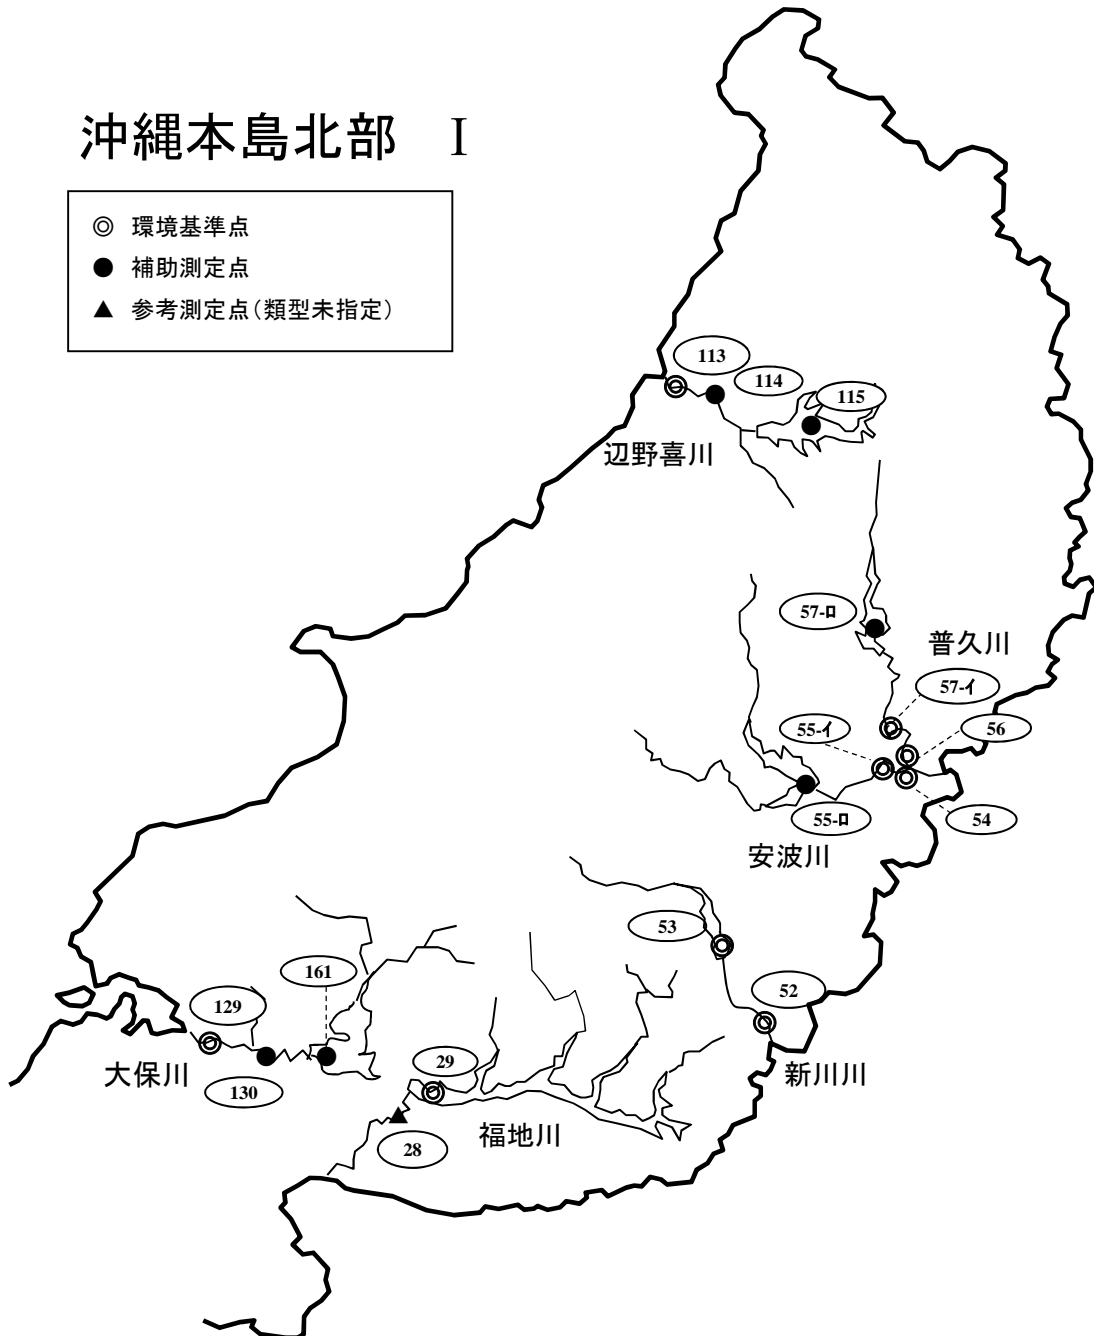 沖縄本島北部 Ⅰ
◎ 環境基準点
● 補助測定点
▲ 参考測定点(類型未指定)
113
114
115
辺野喜川
57-ロ
普久川
57-イ
55-イ
56
55-ロ
54
安波川
53
161
52
129
大保川
130
29
新川川
福地川
28